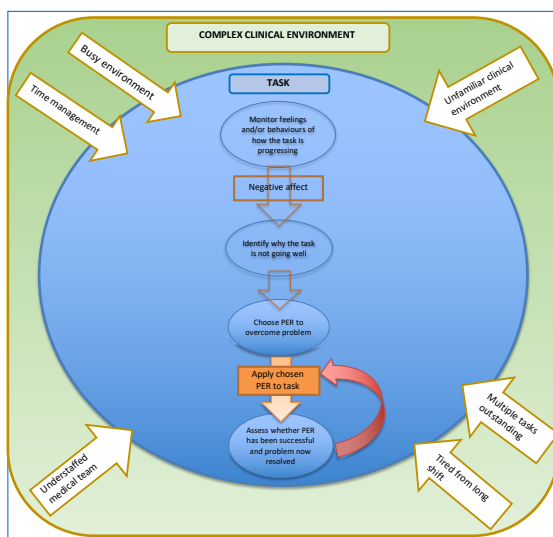 COMPLEX CLINICAL ENVIRONMENT
Busy environment
Time management
Unfamiliar clinical
environment
TASK
Monitor feelings
and/or behaviours of
how the task is
progressing
Negative affect
Identify why the task
is not going well
Choose PER to
overcome problem
Apply chosen
PER to task
Assess whether PER
has been successful
and problem now
resolved
Understaffed
medical team
Multiple tasks
outstanding
Tired from long
shift